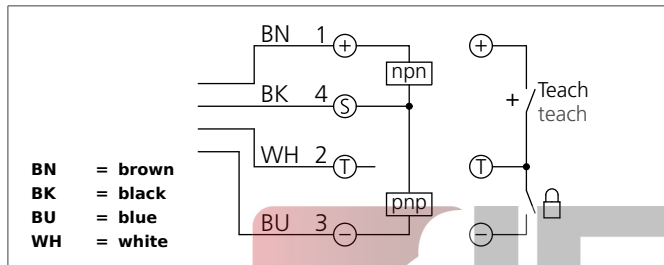 BN 1 +
npn
+
BK 4 S
+ Teach
teach
WH 2 T
T
pnp
BU 3 −
−
BN = brown
BK = black
BU = blue
WH = white